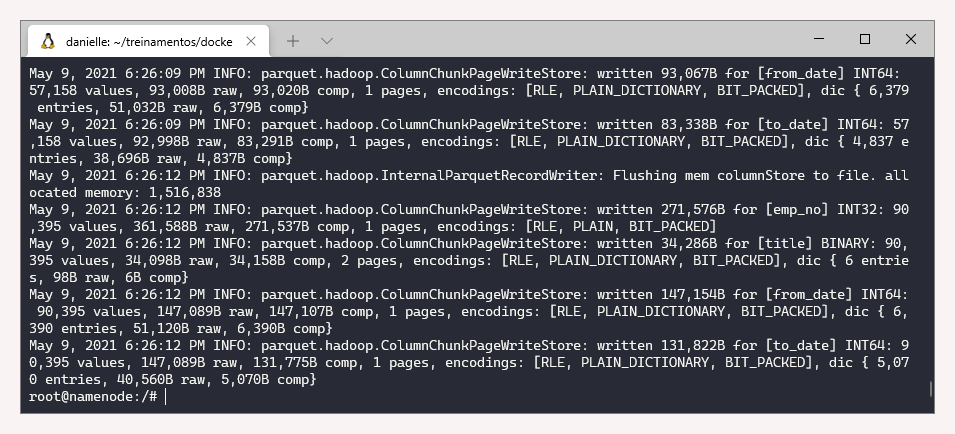 danielle: ~/treinamentos/docke
May 9, 2021 6:26:09 PM INFO: parquet.hadoop.ColumnChunkPageWriteStore: written 93,067B for [from_date] INT64:
57,158 values, 93,008B raw, 93,020B comp, 1 pages, encodings: [RLE, PLAIN_DICTIONARY, BIT_PACKED], dic { 6,379
entries, 51,032B raw, 6,379B comp}
May 9, 2021 6:26:09 PM INFO: parquet.hadoop.ColumnChunkPageWriteStore: written 83,338B for [to_date] INT64: 57
,158 values, 92,998B raw, 83,291B comp, 1 pages, encodings: [RLE, PLAIN_DICTIONARY, BIT_PACKED], dic { 4,837 e
ntries, 38,696B raw, 4,837B comp}
May 9, 2021 6:26:12 PM INFO: parquet.hadoop.InternalParquetRecordWriter: Flushing mem columnStore to file. all
ocated memory: 1,516,838
May 9, 2021 6:26:12 PM INFO: parquet.hadoop.ColumnChunkPageWriteStore: written 271,576B for [emp_no] INT32: 90
,395 values, 361,588B raw, 271,537B comp, 1 pages, encodings: [RLE, PLAIN, BIT_PACKED]
May 9, 2021 6:26:12 PM INFO: parquet.hadoop.ColumnChunkPageWriteStore: written 34,286B for [title] BINARY: 90,
395 values, 34,098B raw, 34,158B comp, 2 pages, encodings: [RLE, PLAIN_DICTIONARY, BIT_PACKED], dic { 6 entrie
s, 98B raw, 6B comp}
May 9, 2021 6:26:12 PM INFO: parquet.hadoop.ColumnChunkPageWriteStore: written 147,154B for [from_date] INT64:
90,395 values, 147,089B raw, 147,107B comp, 1 pages, encodings: [RLE, PLAIN_DICTIONARY, BIT_PACKED], dic { 6,
390 entries, 51,120B raw, 6,390B comp}
May 9, 2021 6:26:12 PM INFO: parquet.hadoop.ColumnChunkPageWriteStore: written 131,822B for [to_date] INT64: 9
0,395 values, 147,089B raw, 131,775B comp, 1 pages, encodings: [RLE, PLAIN_DICTIONARY, BIT_PACKED], dic { 5,07
0 entries, 40,560B raw, 5,070B comp}
root@namenode:/#